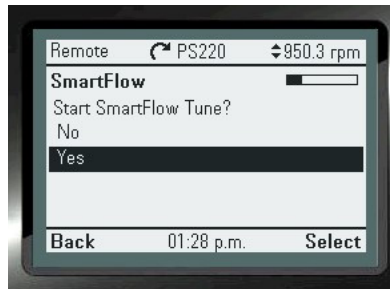 Remote PS220 950.3 rpm
SmartFlow
Start SmartFlow Tune?
No
Yes
Back 01:28 p.m. Select